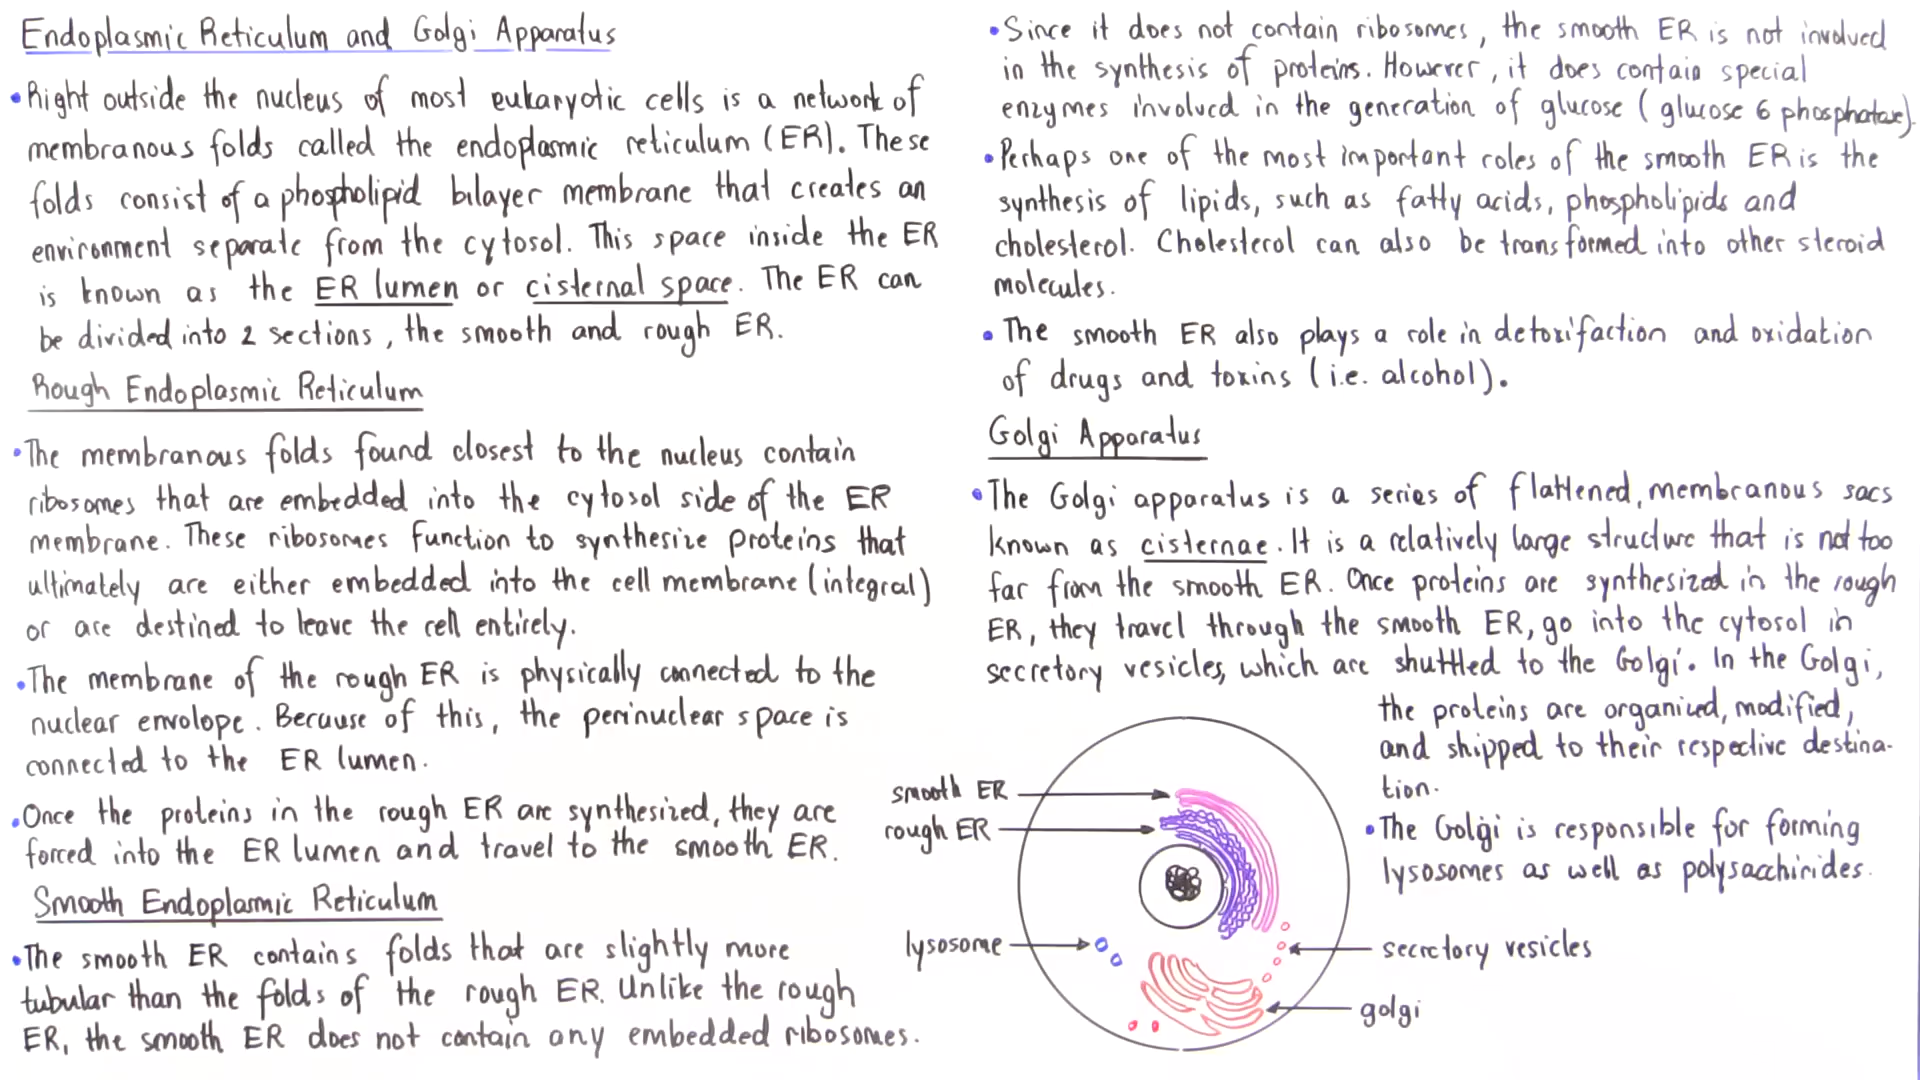 Endoplasmic Reticulum and Golgi Apparatus
• Right outside the nucleus of most eukaryotic cells is a network of
membranous folds called the endoplasmic reticulum (ER). These
folds consist of a phospholipid bilayer membrane that creates an
environment separate from the cytosol. This space inside the ER
is known as the ER lumen or cisternal space. The ER can
be divided into 2 sections, the smooth and rough ER.
Rough Endoplasmic Reticulum
• The membranous folds found closest to the nucleus contain
ribosomes that are embedded into the cytosol side of the ER
membrane. These ribosomes function to synthesize proteins that
ultimately are either embedded into the cell membrane (integral)
or are destined to leave the cell entirely.
• The membrane of the rough ER is physically connected to the
nuclear envolope. Because of this, the perinuclear space is
connected to the ER lumen.
• Once the proteins in the rough ER are synthesized, they are
forced into the ER lumen and travel to the smooth ER.
Smooth Endoplasmic Reticulum
• The smooth ER contains folds that are slightly more
tubular than the folds of the rough ER. Unlike the rough
ER, the smooth ER does not contain any embedded ribosomes.
• Since it does not contain ribosomes, the smooth ER is not involved
in the synthesis of proteins. However, it does contain special
enzymes involved in the generation of glucose (glucose 6 phosphatase).
• Perhaps one of the most important roles of the smooth ER is the
synthesis of lipids, such as fatty acids, phospholipids and
cholesterol. Cholesterol can also be transformed into other steroid
molecules.
• The smooth ER also plays a role in detoxifaction and oxidation
of drugs and toxins (i.e. alcohol).
Golgi Apparatus
• The Golgi apparatus is a series of flattened, membranous sacs
known as cisternae. It is a relatively large structure that is not too
far from the smooth ER. Once proteins are synthesized in the rough
ER, they travel through the smooth ER, go into the cytosol in
secretory vesicles, which are shuttled to the Golgi. In the Golgi,
the proteins are organized, modified,
and shipped to their respective destina-
tion.
• The Golgi is responsible for forming
lysosomes as well as polysacchirides.
smooth ER
rough ER
lysosome
secretory vesicles
golgi